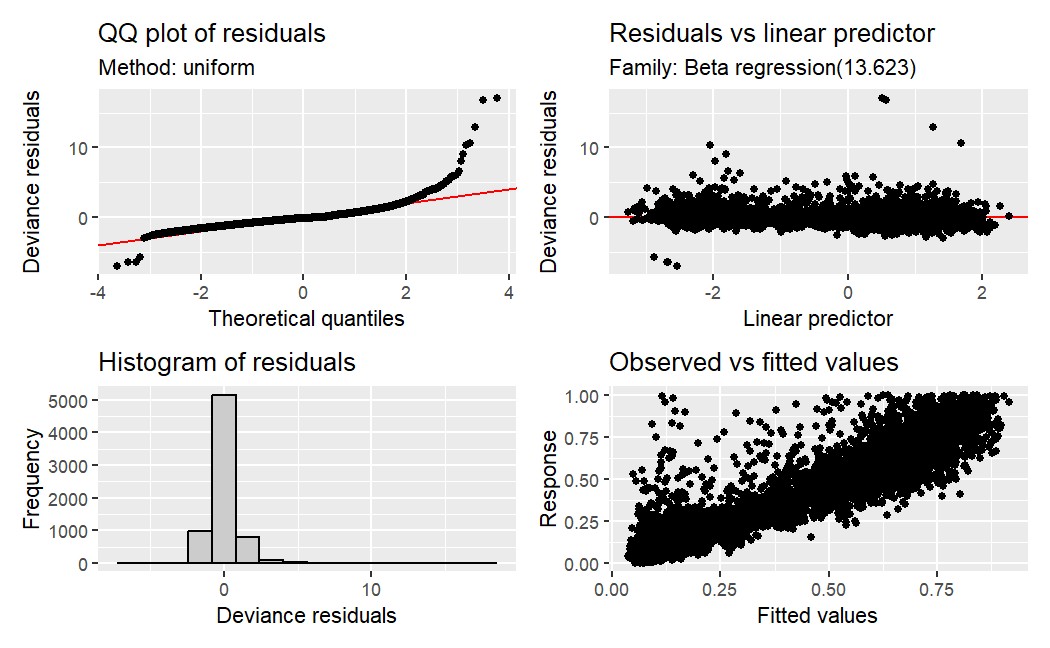 QQ plot of residuals
Method: uniform
Deviance residuals
10
0
-4
-2
0
2
4
Theoretical quantiles
Residuals vs linear predictor
Family: Beta regression(13.623)
Deviance residuals
10
0
-2
0
2
Linear predictor
Histogram of residuals
Frequency
5000
4000
3000
2000
1000
0
0
10
Deviance residuals
Observed vs fitted values
Response
1.00
0.75
0.50
0.25
0.00
0.00
0.25
0.50
0.75
Fitted values